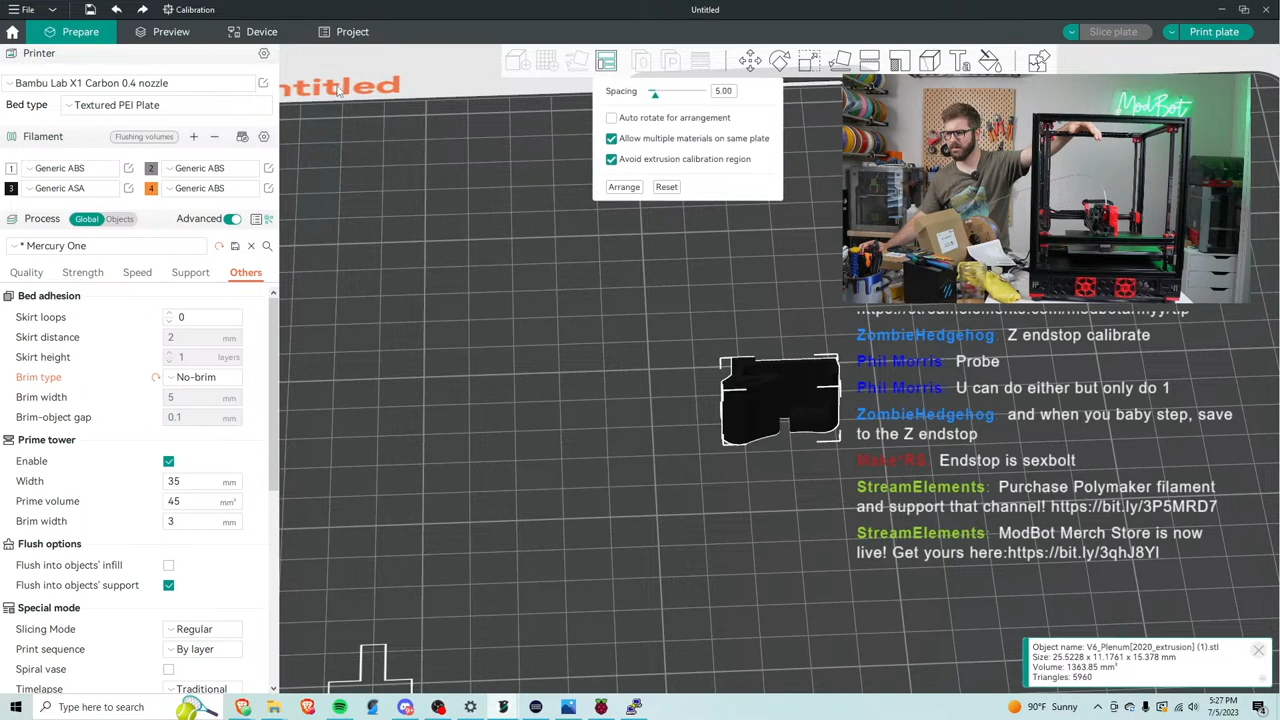 File
Calibration
Untitled
Prepare
Preview
Device
Project
Slice plate
Print plate
Printer
Bambu Lab X1 Carbon 0.4 nozzle
Bed type
Textured PEI Plate
Filament
Flushing volumes
1 Generic ABS
2 Generic ABS
3 Generic ASA
4 Generic ABS
Process
Global
Objects
Advanced
* Mercury One
Quality
Strength
Speed
Support
Others
Bed adhesion
Skirt loops 0
Skirt distance 2 mm
Skirt height 1 layers
Brim type No-brim
Brim width 5 mm
Brim-object gap 0.1 mm
Prime tower
Enable
Width 35 mm
Prime volume 45 mm³
Brim width 3 mm
Flush options
Flush into objects' infill
Flush into objects' support
Special mode
Slicing Mode Regular
Print sequence By layer
Spiral vase
Timelapse Traditional
ntitled
Spacing 5.00
Auto rotate for arrangement
Allow multiple materials on same plate
Avoid extrusion calibration region
Arrange
Reset
ModBot
ZombieHedgehog: Z endstop calibrate
Phil Morris: Probe
Phil Morris: U can do either but only do 1
ZombieHedgehog: and when you baby step, save
to the Z endstop
Endstop is sexbolt
StreamElements: Purchase Polymaker filament
and support that channel! https://bit.ly/3P5MRD7
StreamElements: ModBot Merch Store is now
live! Get yours here:https://bit.ly/3qhJ8Yl
Object name: V6_Plenum[2020_extrusion] (1).stl
Size: 25.5228 x 11.1761 x 15.378 mm
Volume: 1363.85 mm³
Triangles: 5960
Type here to search
90°F Sunny
5:27 PM
7/5/2023